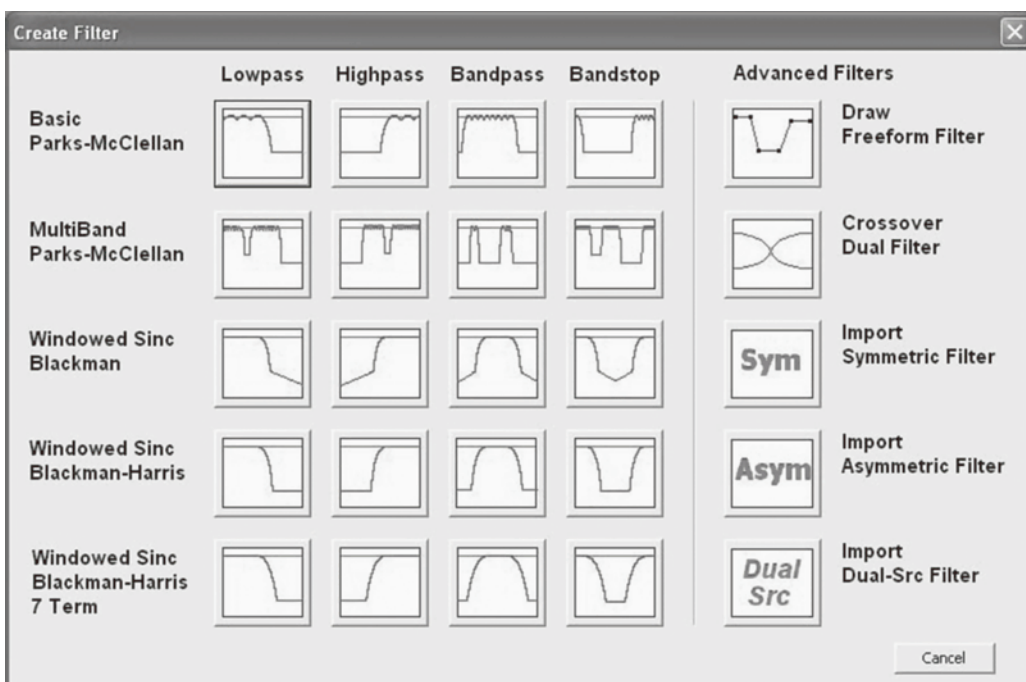 Create Filter
Lowpass Highpass Bandpass Bandstop Advanced Filters
Basic
Parks-McClellan
Draw
Freeform Filter
MultiBand
Parks-McClellan
Crossover
Dual Filter
Windowed Sinc
Blackman
Sym
Import
Symmetric Filter
Windowed Sinc
Blackman-Harris
Asym
Import
Asymmetric Filter
Windowed Sinc
Blackman-Harris
7 Term
Dual
Src
Import
Dual-Src Filter
Cancel